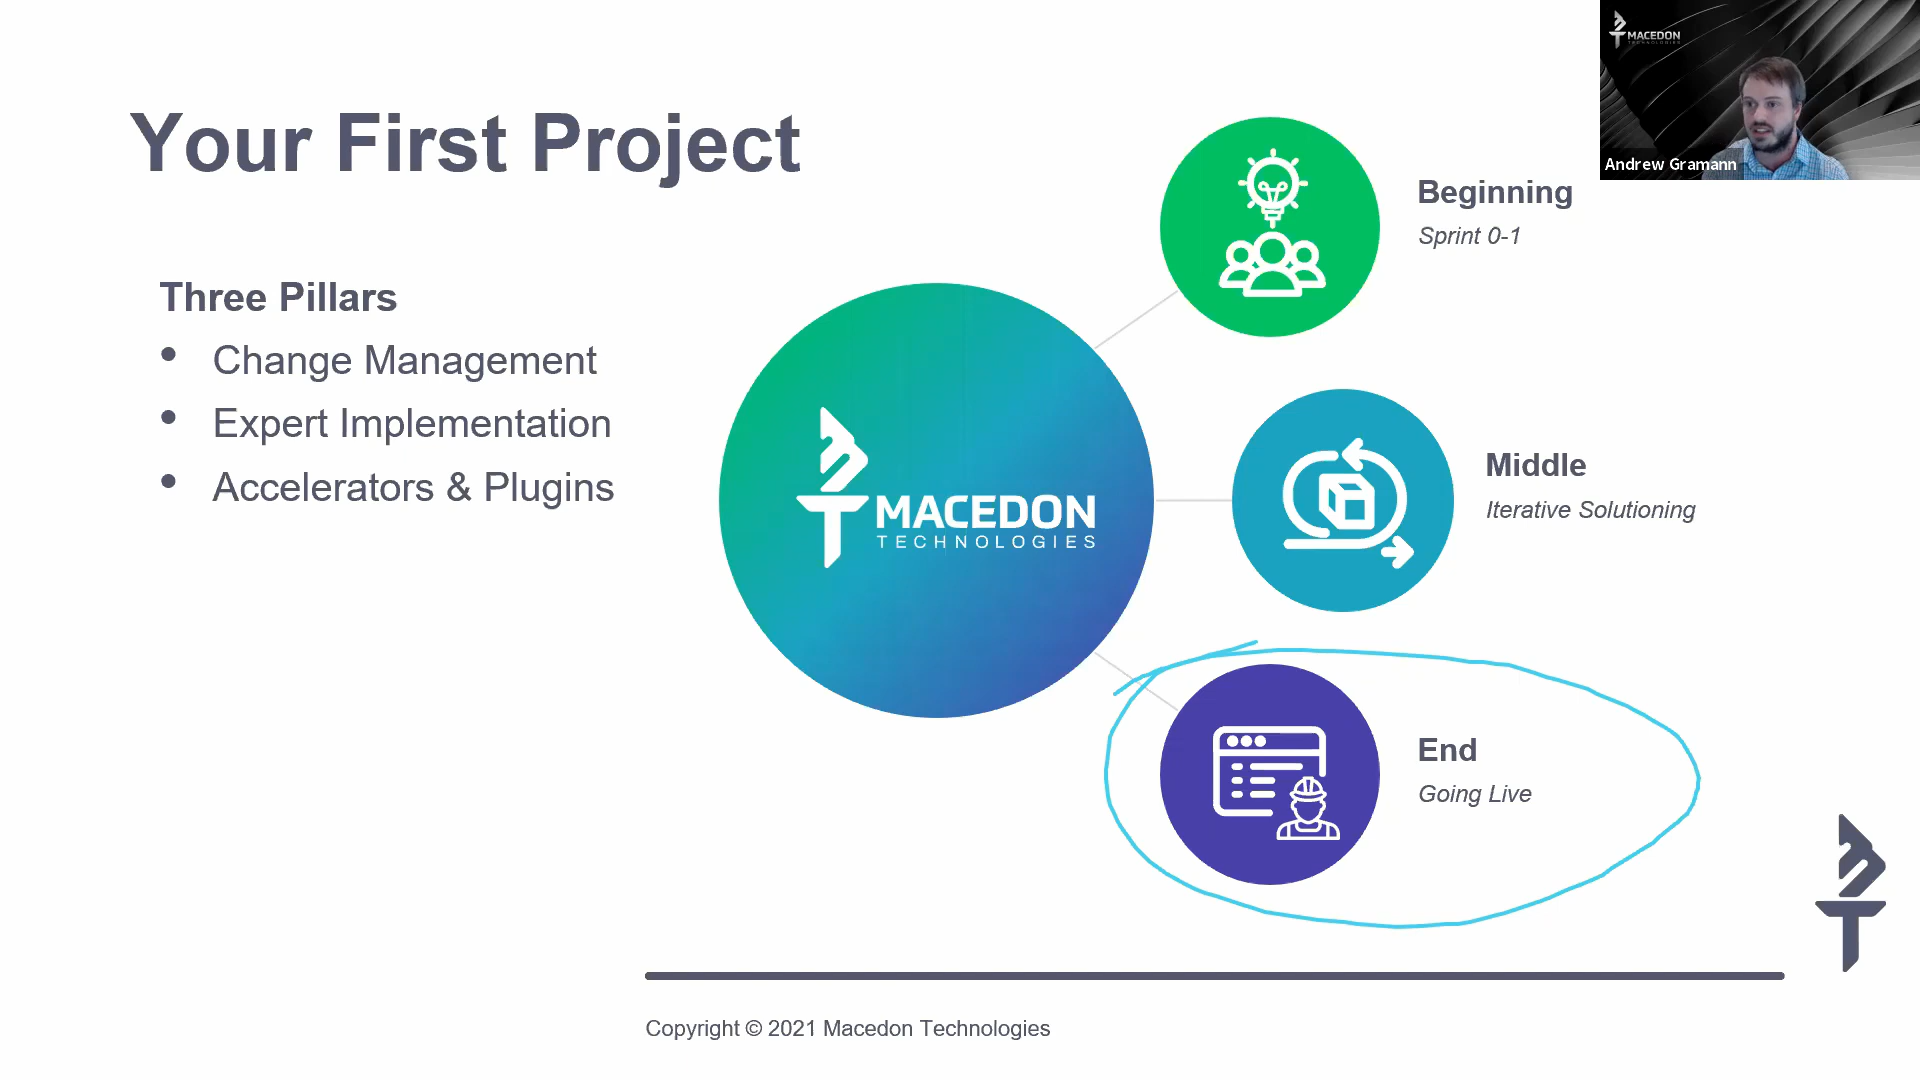 Your First Project
Three Pillars
• Change Management
• Expert Implementation
• Accelerators & Plugins
MACEDON
TECHNOLOGIES
Beginning
Sprint 0-1
Middle
Iterative Solutioning
End
Going Live
MACEDON
TECHNOLOGIES
Andrew Gramann
Copyright © 2021 Macedon Technologies